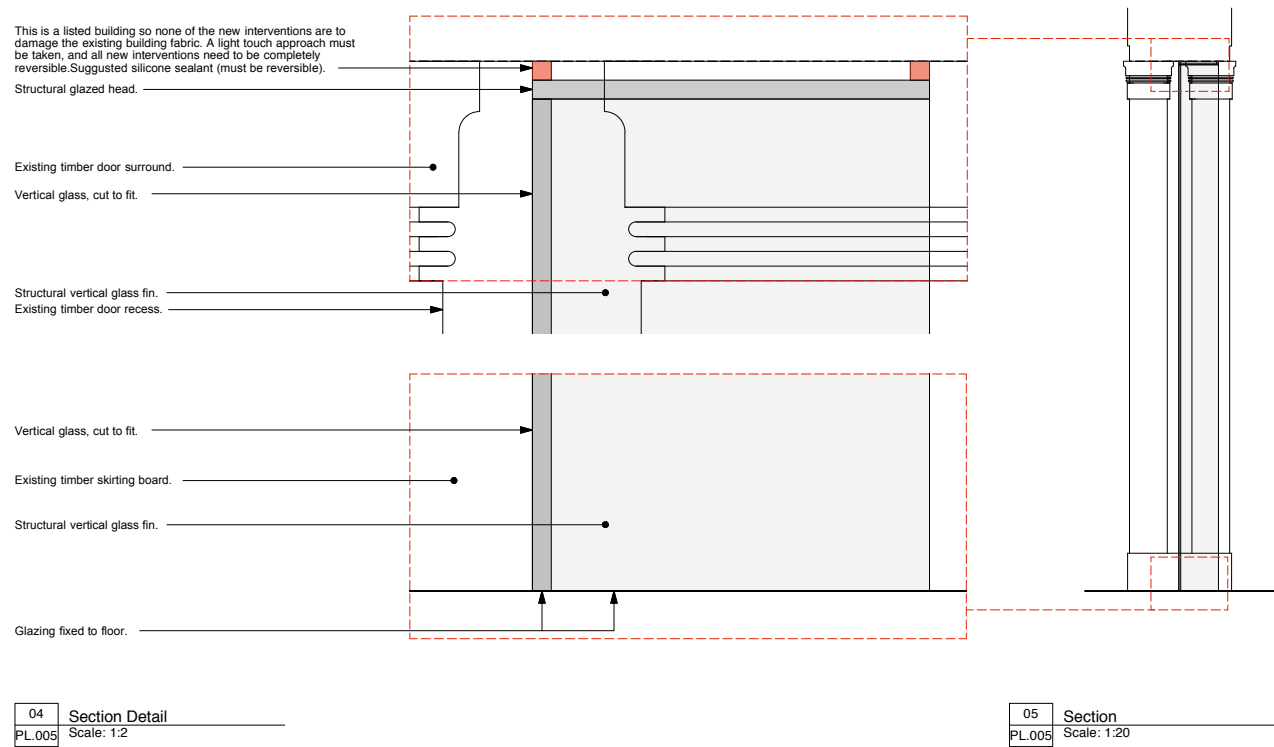 This is a listed building so none of the new interventions are to
damage the existing building fabric. A light touch approach must
be taken, and all new interventions need to be completely
reversible.Suggusted silicone sealant (must be reversible).
Structural glazed head.
Existing timber door surround.
Vertical glass, cut to fit.
Structural vertical glass fin.
Existing timber door recess.
Vertical glass, cut to fit.
Existing timber skirting board.
Structural vertical glass fin.
Glazing fixed to floor.
04
Section Detail
PL.005
Scale: 1:2
05
Section
PL.005
Scale: 1:20